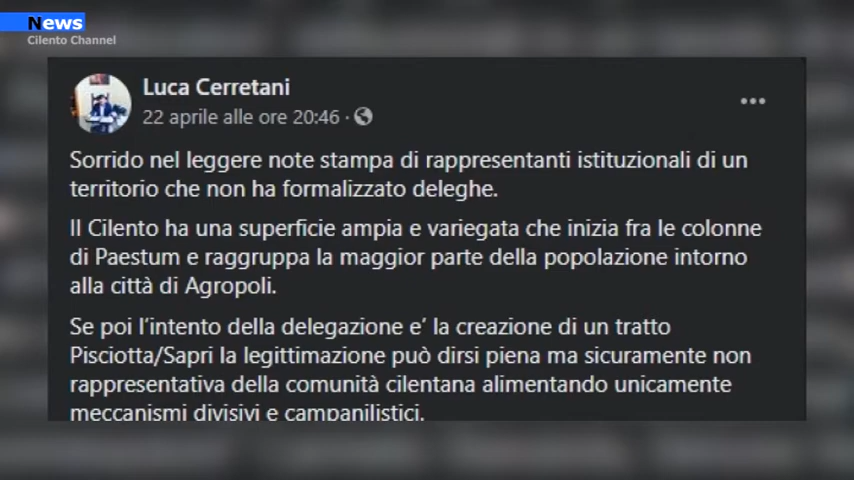 News
Cilento Channel
Luca Cerretani
22 aprile alle ore 20:46 ·
Sorrido nel leggere note stampa di rappresentanti istituzionali di un
territorio che non ha formalizzato deleghe.
Il Cilento ha una superficie ampia e variegata che inizia fra le colonne
di Paestum e raggruppa la maggior parte della popolazione intorno
alla città di Agropoli.
Se poi l'intento della delegazione e' la creazione di un tratto
Pisciotta/Sapri la legittimazione può dirsi piena ma sicuramente non
rappresentativa della comunità cilentana alimentando unicamente
meccanismi divisivi e campanilistici.